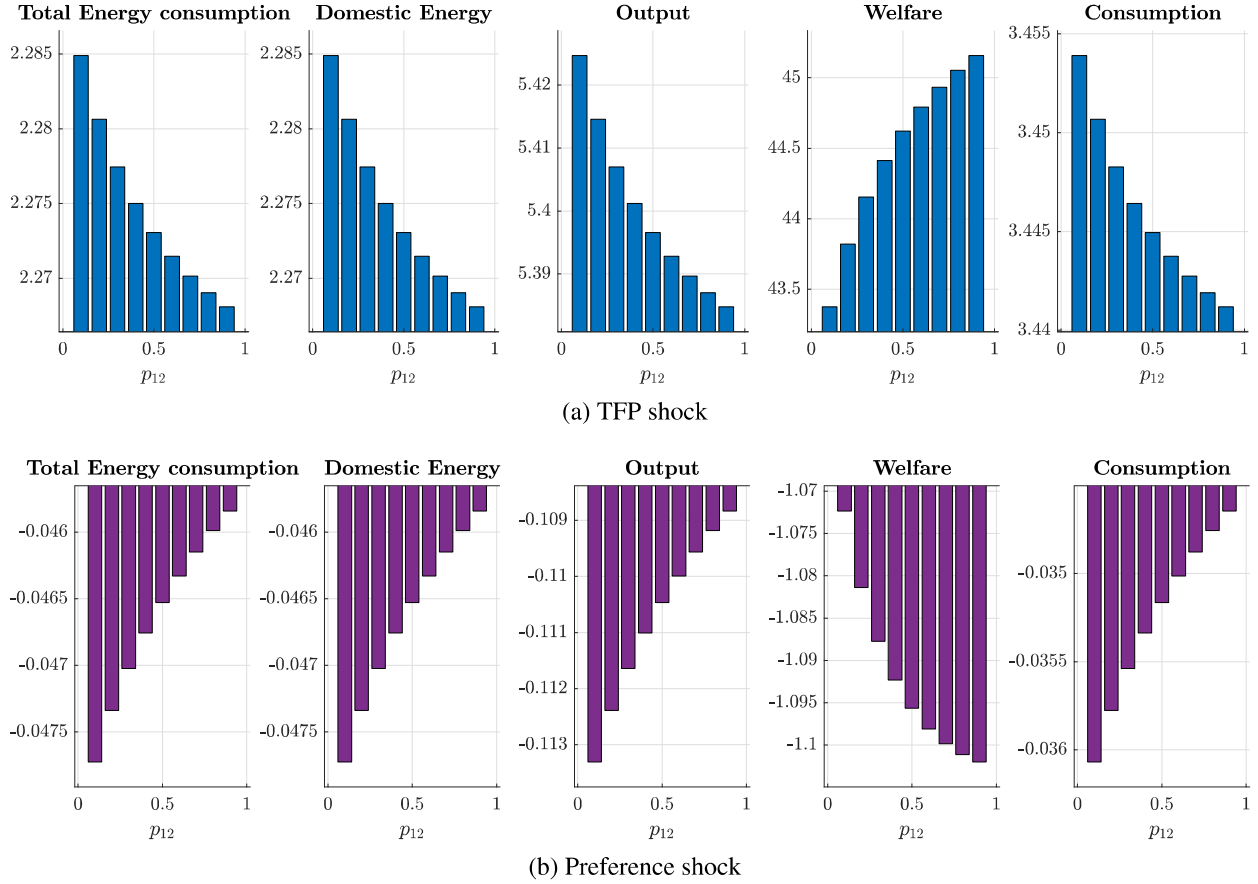 Total Energy consumption Domestic Energy Output Welfare Consumption
2.285 2.28 2.275 2.27
0 0.5 1
p12
2.285 2.28 2.275 2.27
0 0.5 1
p12
5.42 5.41 5.4 5.39
0 0.5 1
p12
45 44.5 44 43.5
0 0.5 1
p12
3.455 3.45 3.445 3.44
0 0.5 1
p12
(a) TFP shock
Total Energy consumption Domestic Energy Output Welfare Consumption
-0.046 -0.0465 -0.047 -0.0475
0 0.5 1
p12
-0.046 -0.0465 -0.047 -0.0475
0 0.5 1
p12
-0.109 -0.11 -0.111 -0.112 -0.113
0 0.5 1
p12
-1.07 -1.075 -1.08 -1.085 -1.09 -1.095 -1.1
0 0.5 1
p12
-0.035 -0.0355 -0.036
0 0.5 1
p12
(b) Preference shock